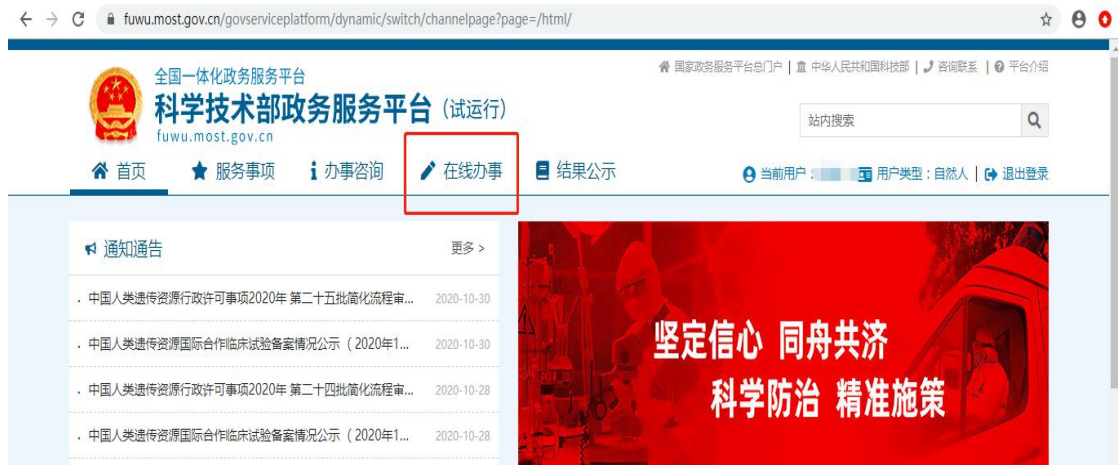 fuwu.most.gov.cn/govserviceplatform/dynamic/switch/channelpage?page=/html/
国家政务服务平台总门户 | 中华人民共和国科技部 | 咨询联系 | 平台介绍
全国一体化政务服务平台
科学技术部政务服务平台（试运行）
fuwu.most.gov.cn
站内搜索
首页 服务事项 办事咨询 在线办事 结果公示
当前用户： 用户类型：自然人 | 退出登录
通知通告 更多 >
· 中国人类遗传资源行政许可事项2020年 第二十五批简化流程审... 2020-10-30
· 中国人类遗传资源国际合作临床试验备案情况公示（2020年1... 2020-10-30
· 中国人类遗传资源行政许可事项2020年 第二十四批简化流程审... 2020-10-28
· 中国人类遗传资源国际合作临床试验备案情况公示（2020年1... 2020-10-28
坚定信心 同舟共济
科学防治 精准施策